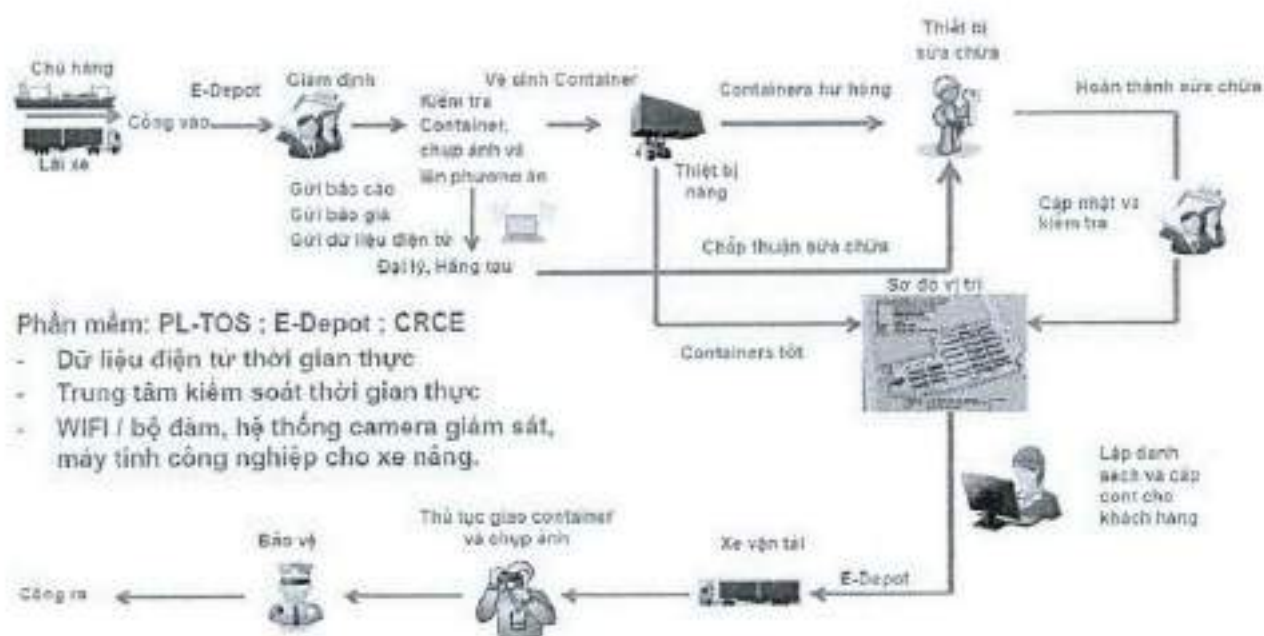 Chủ hàng
Lái xe
Cổng vào
E-Depot
Giám định
Kiểm tra
Container,
chụp ảnh và
lên phương án
Gửi báo cáo
Gửi báo giá
Gửi dữ liệu điện tử
Đại lý, Hãng tàu
Vệ sinh Container
Thiết bị
nâng
Containers hư hỏng
Thiết bị
sửa chữa
Hoàn thành sửa chữa
Cập nhật và
kiểm tra
Chấp thuận sửa chữa
Sơ đồ vị trí
Containers tốt
Phần mềm: PL-TOS ; E-Depot ; CRCE
- Dữ liệu điện tử thời gian thực
- Trung tâm kiểm soát thời gian thực
- WIFI / bộ đàm, hệ thống camera giám sát,
máy tính công nghiệp cho xe nâng.
Lập danh
sách và cấp
cont cho
khách hàng
E-Depot
Xe vận tải
Thủ tục giao container
và chụp ảnh
Bảo vệ
Cổng ra